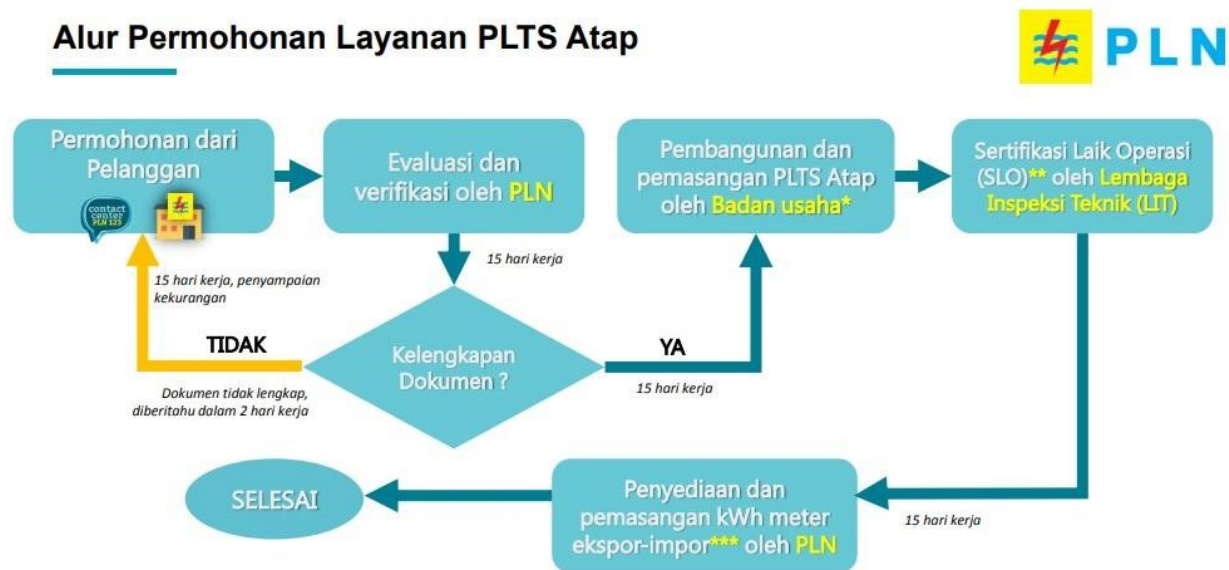 Alur Permohonan Layanan PLTS Atap
PLN
Permohonan dari
Pelanggan
contact
center
PLN 123
Evaluasi dan
verifikasi oleh PLN
Pembangunan dan
pemasangan PLTS Atap
oleh Badan usaha*
Sertifikasi Laik Operasi
(SLO)** oleh Lembaga
Inspeksi Teknik (LIT)
15 hari kerja, penyampaian
kekurangan
15 hari kerja
TIDAK
Kelengkapan
Dokumen ?
YA
Dokumen tidak lengkap,
diberitahu dalam 2 hari kerja
15 hari kerja
SELESAI
Penyediaan dan
pemasangan kWh meter
ekspor-impor*** oleh PLN
15 hari kerja